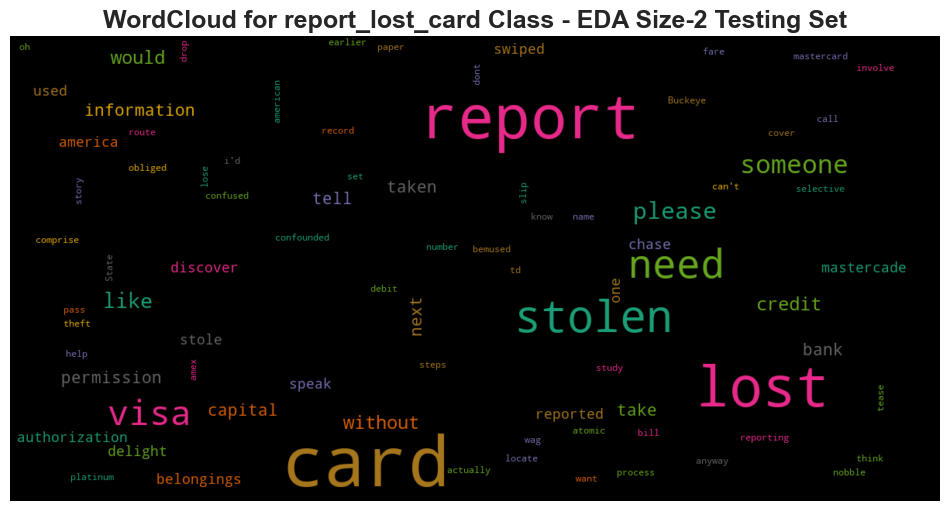 WordCloud for report_lost_card Class - EDA Size-2 Testing Set
oh
would
drop
earlier
paper
swiped
fare
mastercard
involve
used
information
american
dont
Buckeye
call
america
route
record
report
cover
obliged
i'd
someone
story
lose
confused
set
taken
tell
slip
can't
selective
know
name
please
comprise
confounded
number
bemused
chase
State
discover
td
need
mastercade
like
debit
one
next
stolen
credit
pass
theft
stole
bank
help
permission
amex
steps
speak
study
lost
tease
visa
capital
without
reported
take
authorization
delight
card
wag
atomic
bill
reporting
platinum
belongings
actually
locate
want
process
anyway
think
nobble